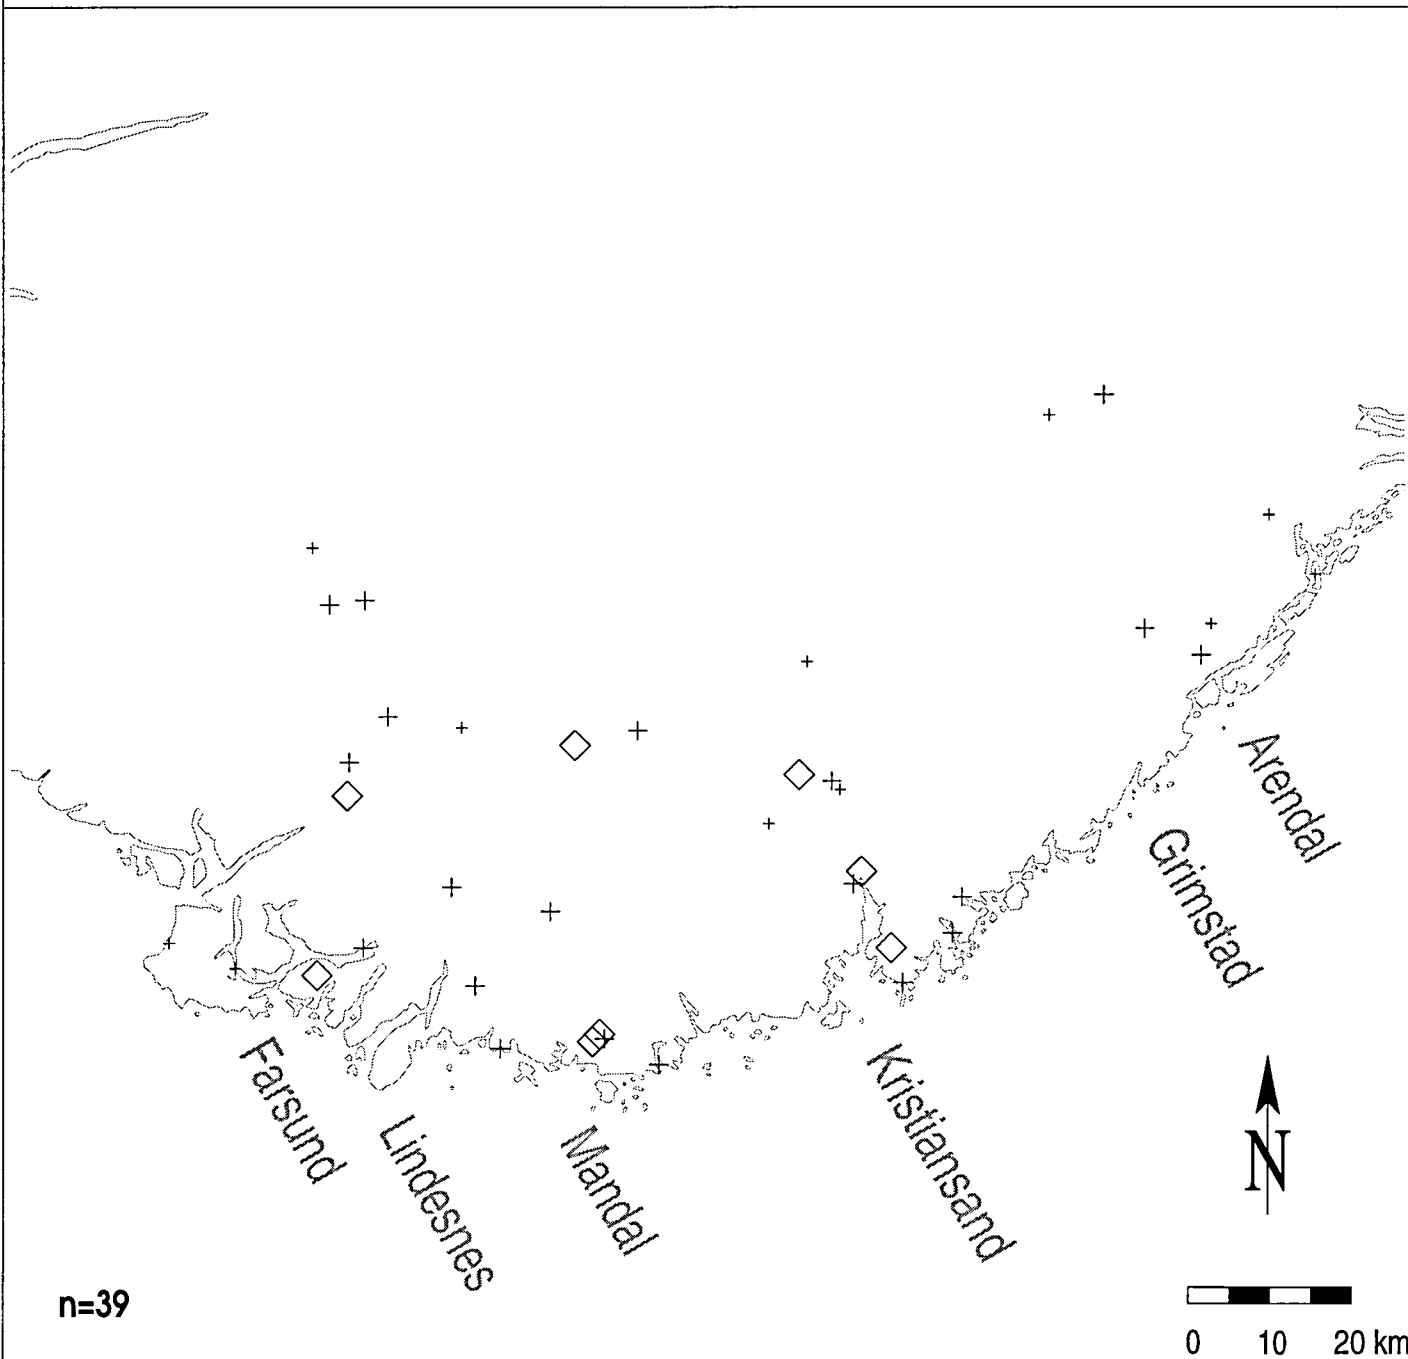 Arendal
Grimstad
Kristiansand
Farsund
Lindesnes
Mandal
N
n=39
0 10 20 km